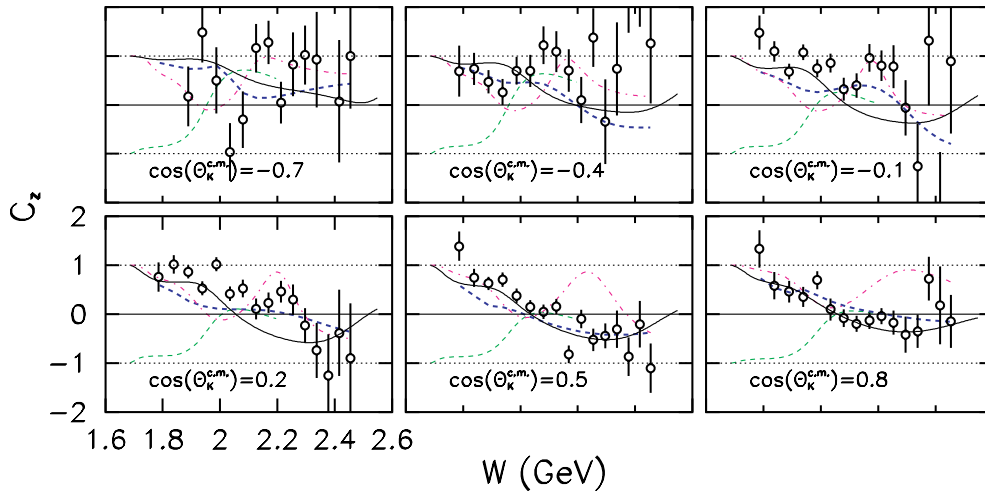 cos(Θ_K^c.m.)=−0.7
cos(Θ_K^c.m.)=−0.4
cos(Θ_K^c.m.)=−0.1
C_z
2
1
0
−1
−2
cos(Θ_K^c.m.)=0.2
cos(Θ_K^c.m.)=0.5
cos(Θ_K^c.m.)=0.8
1.6 1.8 2 2.2 2.4 2.6
W (GeV)